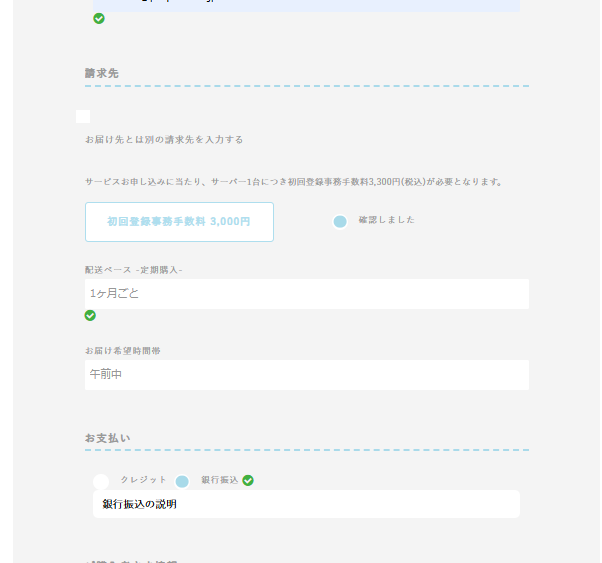 請求先
お届け先とは別の請求先を入力する
サービスお申し込みに当たり、サーバー1台につき初回登録事務手数料3,300円(税込)が必要となります。
初回登録事務手数料 3,000円
確認しました
配送ペース -定期購入-
1ヶ月ごと
お届け希望時間帯
午前中
お支払い
クレジット 銀行振込
銀行振込の説明